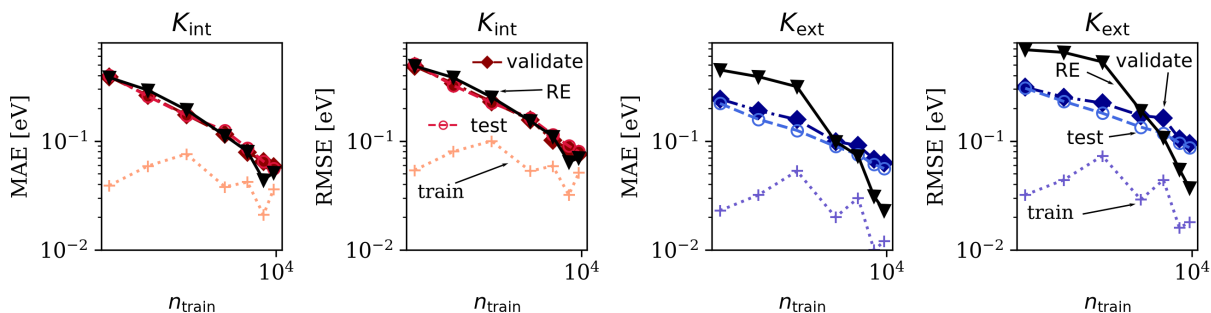 K_int
MAE [eV]
10^-1
10^-2
10^4
n_train
K_int
RMSE [eV]
validate
RE
test
train
10^-1
10^-2
10^4
n_train
K_ext
MAE [eV]
10^-1
10^-2
10^4
n_train
K_ext
RMSE [eV]
RE
validate
test
train
10^-1
10^-2
10^4
n_train